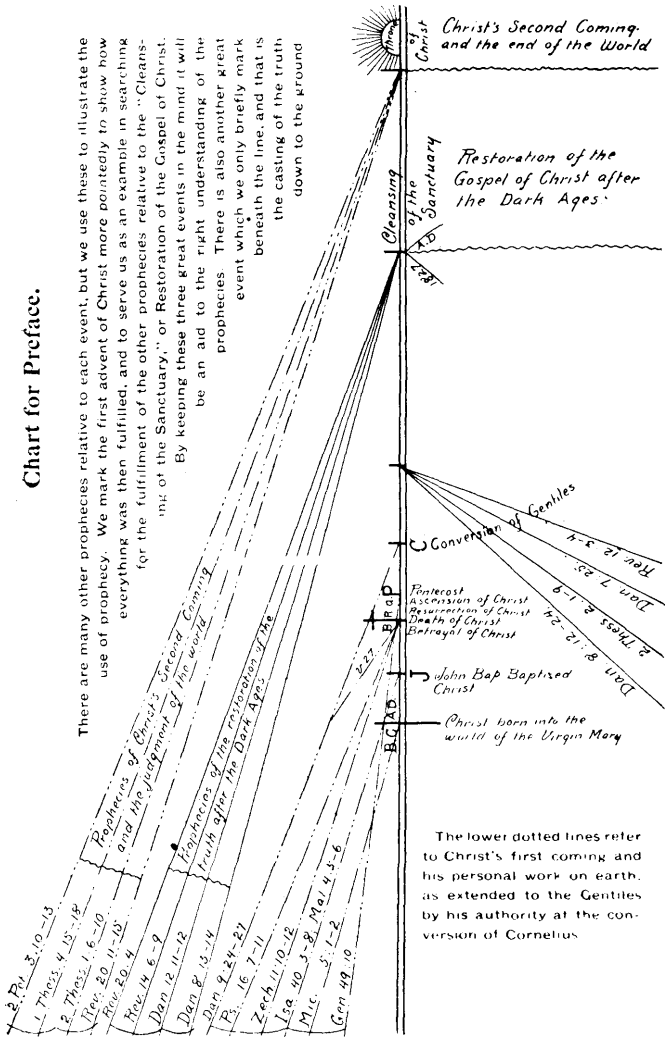 Chart for Preface.
There are many other prophecies relative to each event, but we use these to illustrate the
use of prophecy. We mark the first advent of Christ more pointedly to show how
everything was then fulfilled, and to serve us as an example in searching
for the fulfillment of the other prophecies relative to the "Cleans-
ing of the Sanctuary," or Restoration of the Gospel of Christ.
By keeping these three great events in the mind it will
be an aid to the right understanding of the
prophecies. There is also another great
event which we only briefly mark
beneath the line, and that is
the casting of the truth
down to the ground
2 Pet. 3,10-13
1 Thess. 4,15-18
2 Thess. 1,6-10
Rev. 20,11-15
Rev. 20,4
Rev. 14 6-9
Dan 12 11-12
Dan 8 13-14
Dan 9-24-27
Ps. 16 7-11
Zech 11:10-12
Isa 40 3-8, Mal 4:5-6
Mic. 5:1-2
Gen 49 10
Prophecies of Christ's Second Coming
and the judgment of the world
Prophecies of the restoration of the
truth after the Dark Ages
V-27
Throne
of
Christ
Christ's Second Coming.
and the end of the World
Cleansing
of the
Sanctuary
A.D
1827
Restoration of the
Gospel of Christ after
the Dark Ages.
C Conversion of Gentiles
B R a P
Pentecost
Ascension of Christ
Resurrection of Christ
Death of Christ
Betrayal of Christ
J John Bap Baptized
Christ
B C A D
Christ born into the
world of the Virgin Mary
Rev. 12 3-4
Dan 7:25
2 Thess 2,1-9
Dan 8:12-24,
The lower dotted lines refer
to Christ's first coming and
his personal work on earth,
as extended to the Gentiles
by his authority at the con-
version of Cornelius